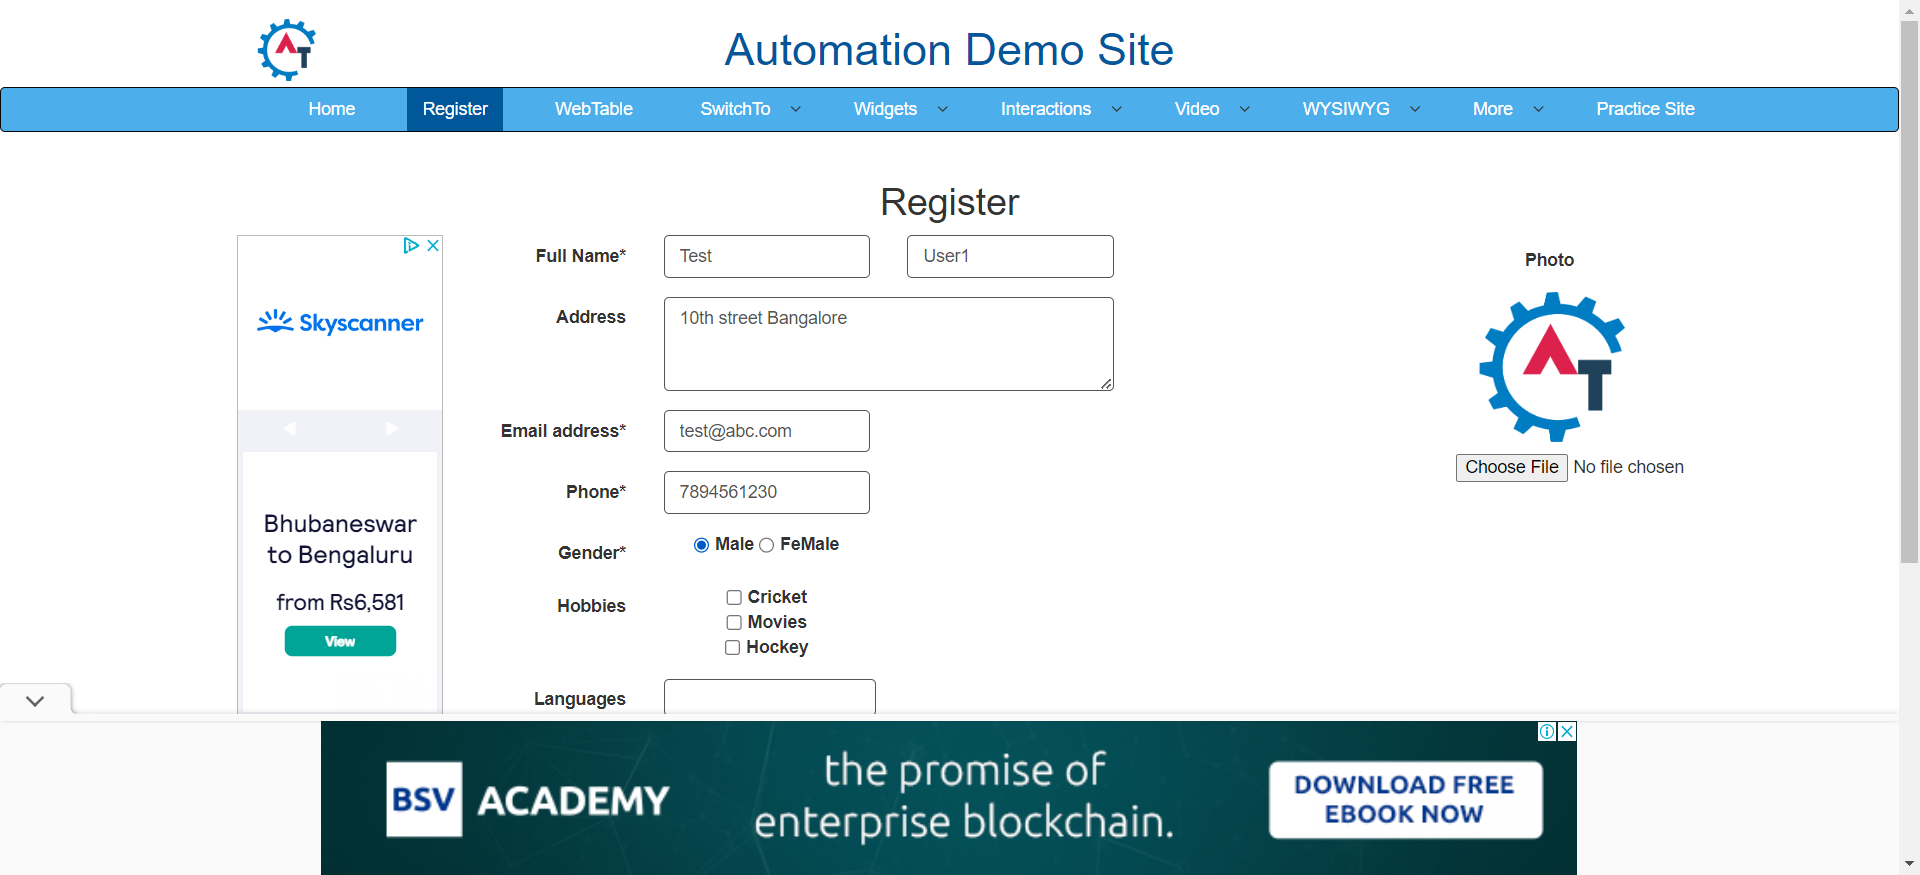 AT
Automation Demo Site
Home Register WebTable SwitchTo Widgets Interactions Video WYSIWYG More Practice Site
Register
Full Name* Test User1
Address 10th street Bangalore
Email address* test@abc.com
Phone* 7894561230
Gender* Male FeMale
Hobbies Cricket
Movies
Hockey
Languages
Photo
AT
Choose File No file chosen
Skyscanner
Bhubaneswar
to Bengaluru
from Rs6,581
View
BSV ACADEMY
the promise of
enterprise blockchain.
DOWNLOAD FREE
EBOOK NOW